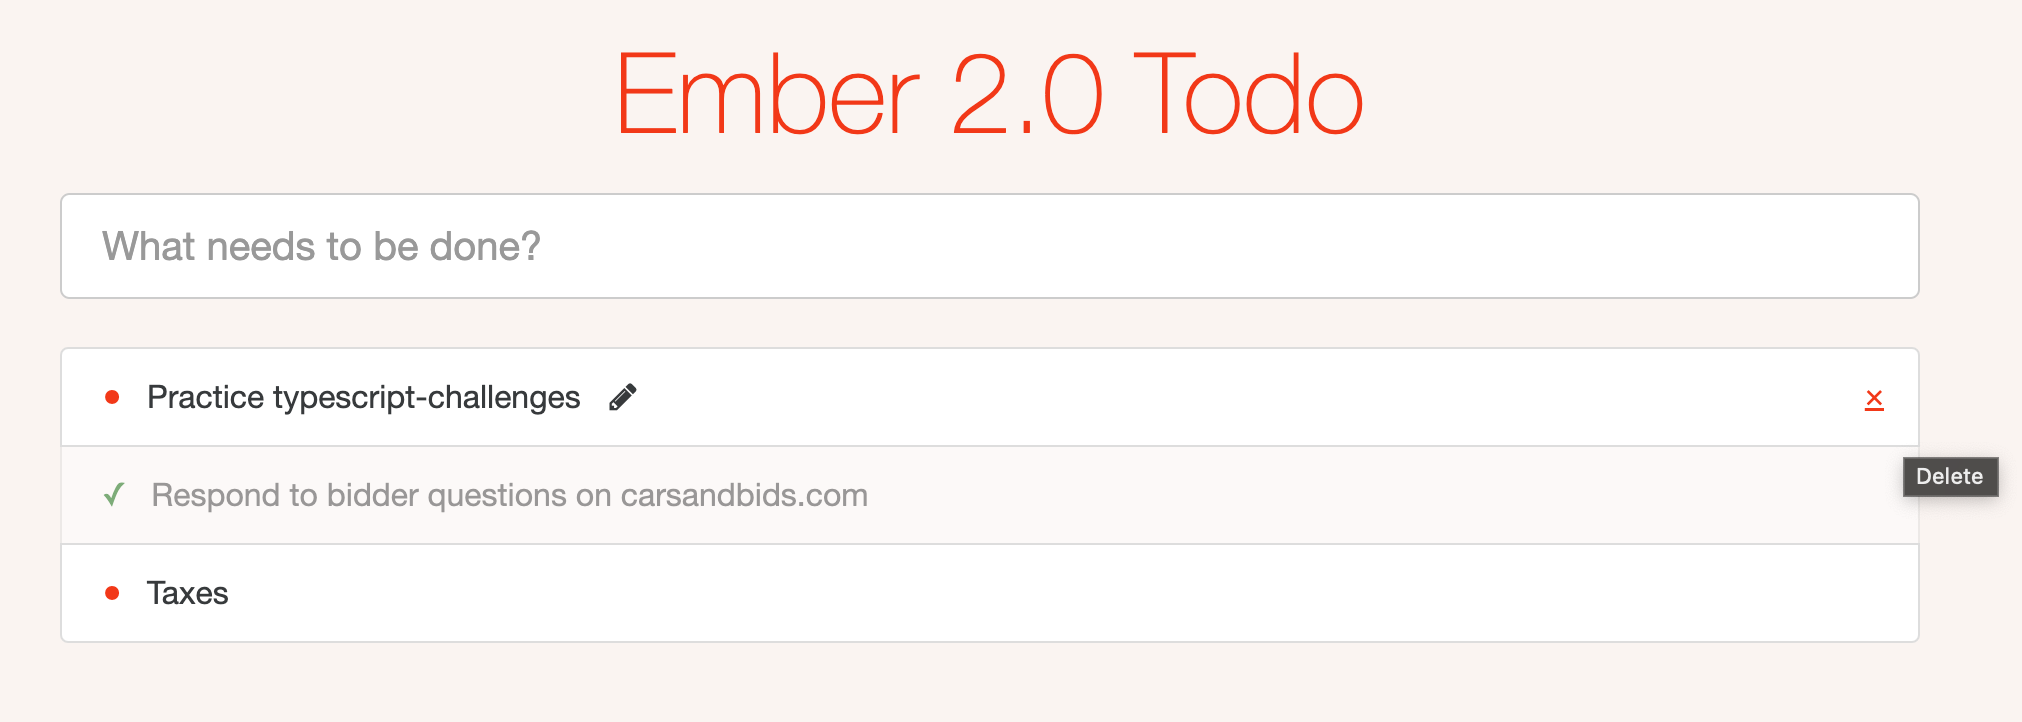 Ember 2.0 Todo
What needs to be done?
Practice typescript-challenges
Respond to bidder questions on carsandbids.com
Delete
Taxes